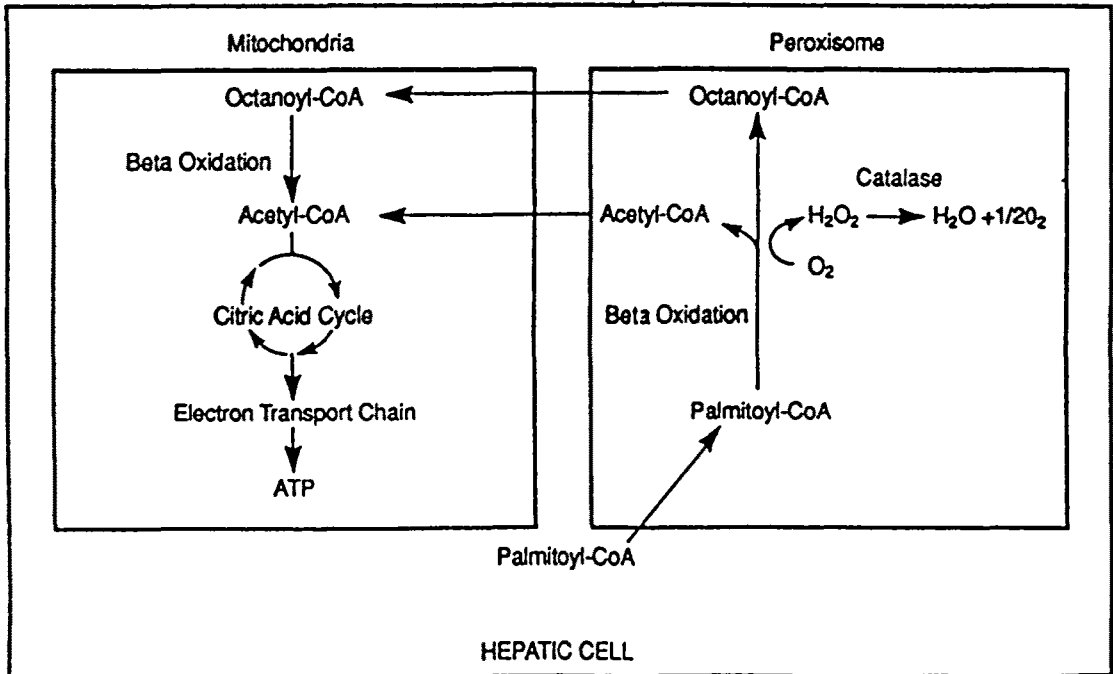 Mitochondria
Peroxisome
Octanoyl-CoA
Octanoyl-CoA
Beta Oxidation
Catalase
Acetyl-CoA
Acetyl-CoA
H₂O₂
H₂O +1/20₂
O₂
Citric Acid Cycle
Beta Oxidation
Electron Transport Chain
Palmitoyl-CoA
ATP
Palmitoyl-CoA
HEPATIC CELL